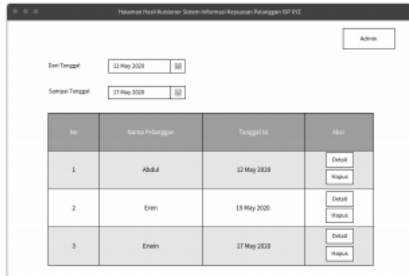 Halaman Hasil Kuisioner Sistem Informasi Kepuasan Pelanggan ISP XYZ
Admin
Dari Tanggal
12 May 2020
Sampai Tanggal
17 May 2020
No
Nama Pelanggan
Tanggal isi
Aksi
1
Abdul
12 May 2020
Detail
Hapus
2
Eren
15 May 2020
Detail
Hapus
3
Erwin
17 May 2020
Detail
Hapus